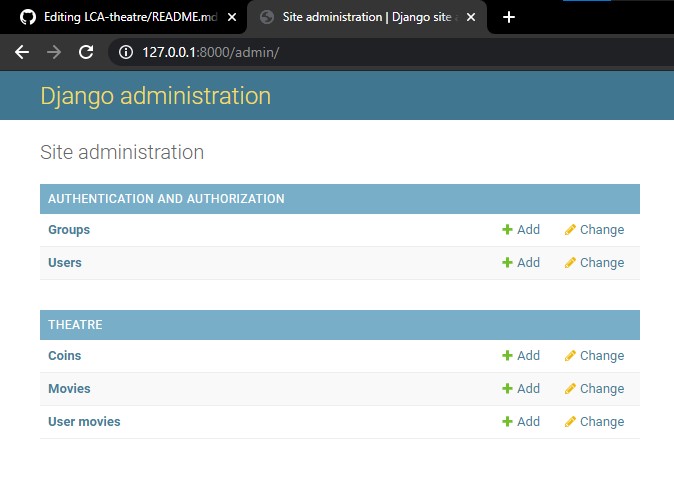 Editing LCA-theatre/README.md
Site administration | Django site a
127.0.0.1:8000/admin/
Django administration
Site administration
AUTHENTICATION AND AUTHORIZATION
Groups Add Change
Users Add Change
THEATRE
Coins Add Change
Movies Add Change
User movies Add Change